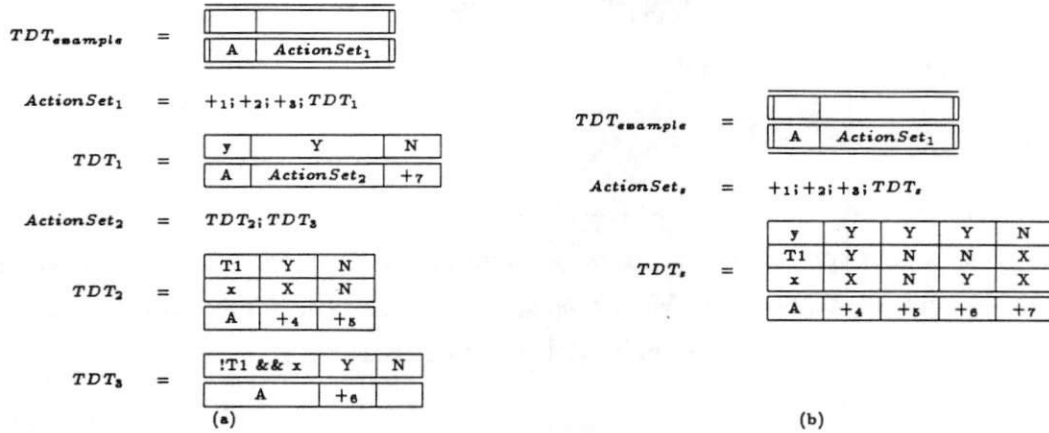 TDT_example =
A ActionSet_1
ActionSet_1 = +_1; +_2; +_3; TDT_1
TDT_1 =
y Y N
A ActionSet_2 +_7
ActionSet_2 = TDT_2; TDT_3
TDT_2 =
T1 Y N
x X N
A +_4 +_5
TDT_3 =
!T1 && x Y N
A +_6
(a)
TDT_example =
A ActionSet_1
ActionSet_s = +_1; +_2; +_3; TDT_s
TDT_s =
y Y Y Y N
T1 Y N N X
x X N Y X
A +_4 +_5 +_6 +_7
(b)